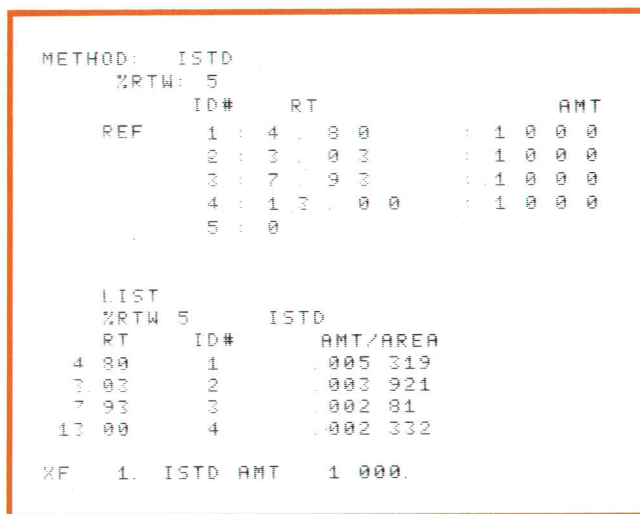 METHOD: ISTD
%RTW: 5
ID# RT AMT
REF 1 : 4 . 8 0 : 1 0 0 0
2 : 3 . 0 3 : 1 0 0 0
3 : 7 . 9 3 : 1 0 0 0
4 : 1 3 . 0 0 : 1 0 0 0
5 : 0
LIST
%RTW 5 ISTD
RT ID# AMT/AREA
4 80 1 .005 319
3.03 2 .003 921
7 93 3 .002 81
13 00 4 .002 332
XF 1. ISTD AMT 1 000.